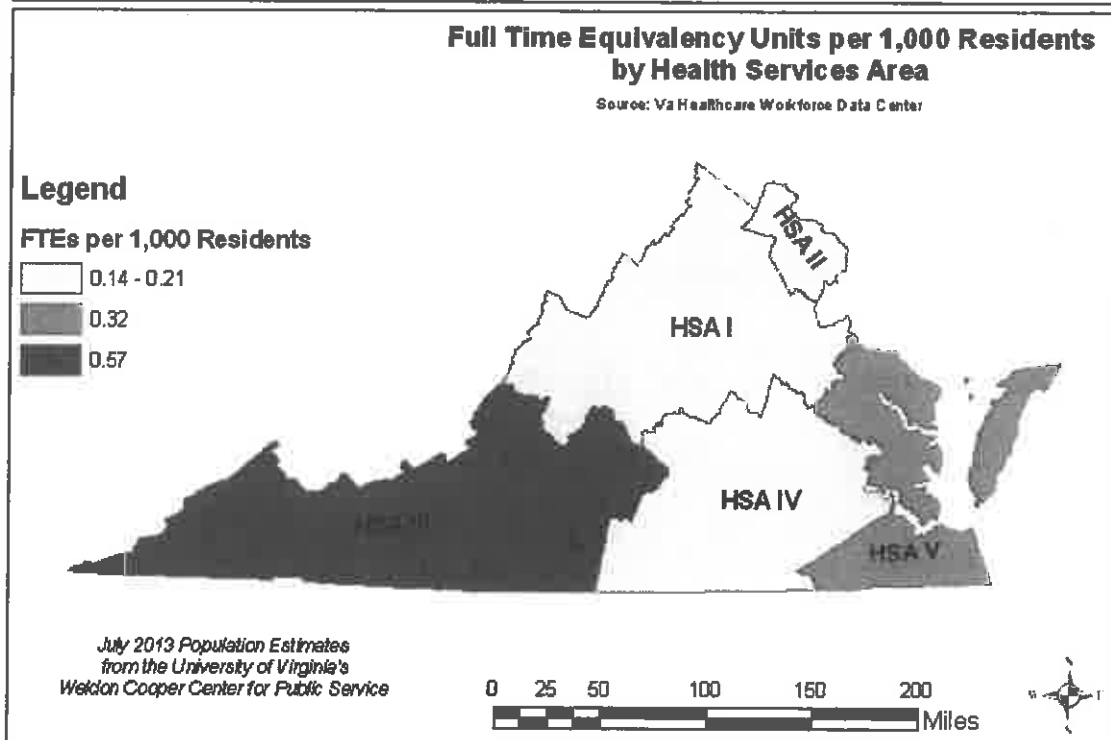 Full Time Equivalency Units per 1,000 Residents
by Health Services Area
Source: Va Healthcare Workforce Data Center
Legend
FTEs per 1,000 Residents
0.14 - 0.21
0.32
0.57
HSA II
HSA I
HSA III
HSA IV
HSA V
July 2013 Population Estimates
from the University of Virginia's
Weldon Cooper Center for Public Service
0 25 50 100 150 200
Miles
W E